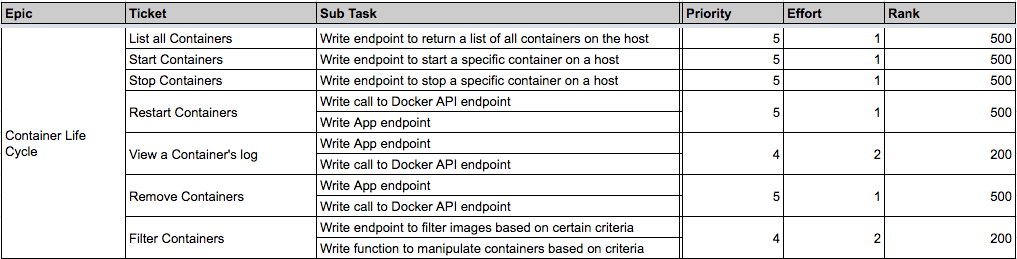 Epic Ticket Sub Task Priority Effort Rank
List all Containers Write endpoint to return a list of all containers on the host 5 1 500
Start Containers Write endpoint to start a specific container on a host 5 1 500
Stop Containers Write endpoint to stop a specific container on a host 5 1 500
Write call to Docker API endpoint
Restart Containers 5 1 500
Write App endpoint
Container Life
Cycle
Write App endpoint
View a Container's log 4 2 200
Write call to Docker API endpoint
Write App endpoint
Remove Containers 5 1 500
Write call to Docker API endpoint
Write endpoint to filter images based on certain criteria
Filter Containers 4 2 200
Write function to manipulate containers based on criteria